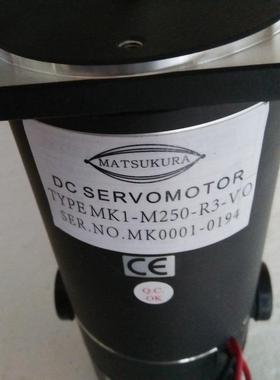 MATSUKURA
DC SERVOMOTOR
TYPE MK1-M250-R3-VO
SER.NO.MK0001-0194
CE
Q.C.
OK